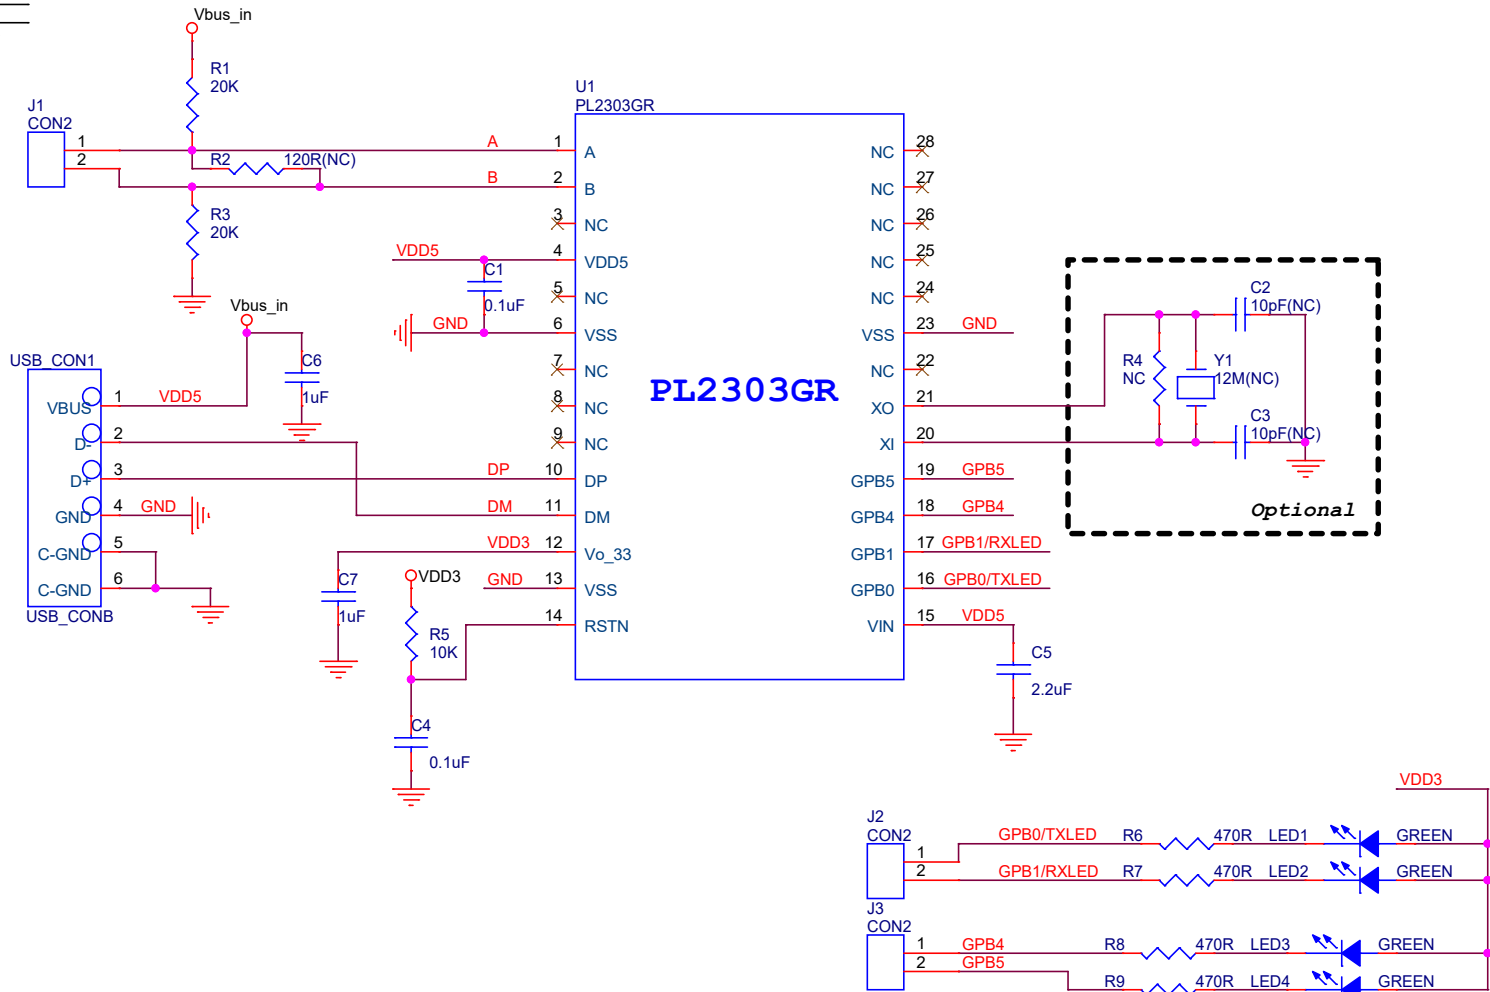 Vbus_in
R1
20K
J1
CON2
1
2
R2 120R(NC)
R3
20K
A
B
U1
PL2303GR
1 A
2 B
3 NC
VDD5 4 VDD5
C1
0.1uF
5 NC
GND 6 VSS
7 NC
8 NC
9 NC
DP 10 DP
DM 11 DM
VDD3 12 Vo_33
GND 13 VSS
14 RSTN
PL2303GR
NC 28
NC 27
NC 26
NC 25
NC 24
VSS 23 GND
NC 22
XO 21
XI 20
GPB5 19 GPB5
GPB4 18 GPB4
GPB1 17 GPB1/RXLED
GPB0 16 GPB0/TXLED
VIN 15 VDD5
C5
2.2uF
Vbus_in
C6
1uF
USB_CON1
VBUS 1 VDD5
D- 2
D+ 3
GND 4 GND
C-GND 5
C-GND 6
USB_CONB
C7
1uF
VDD3
R5
10K
C4
0.1uF
C2
10pF(NC)
R4
NC
Y1
12M(NC)
C3
10pF(NC)
Optional
VDD3
J2
CON2
1 GPB0/TXLED R6 470R LED1 GREEN
2 GPB1/RXLED R7 470R LED2 GREEN
J3
CON2
1 GPB4 R8 470R LED3 GREEN
2 GPB5 R9 470R LED4 GREEN